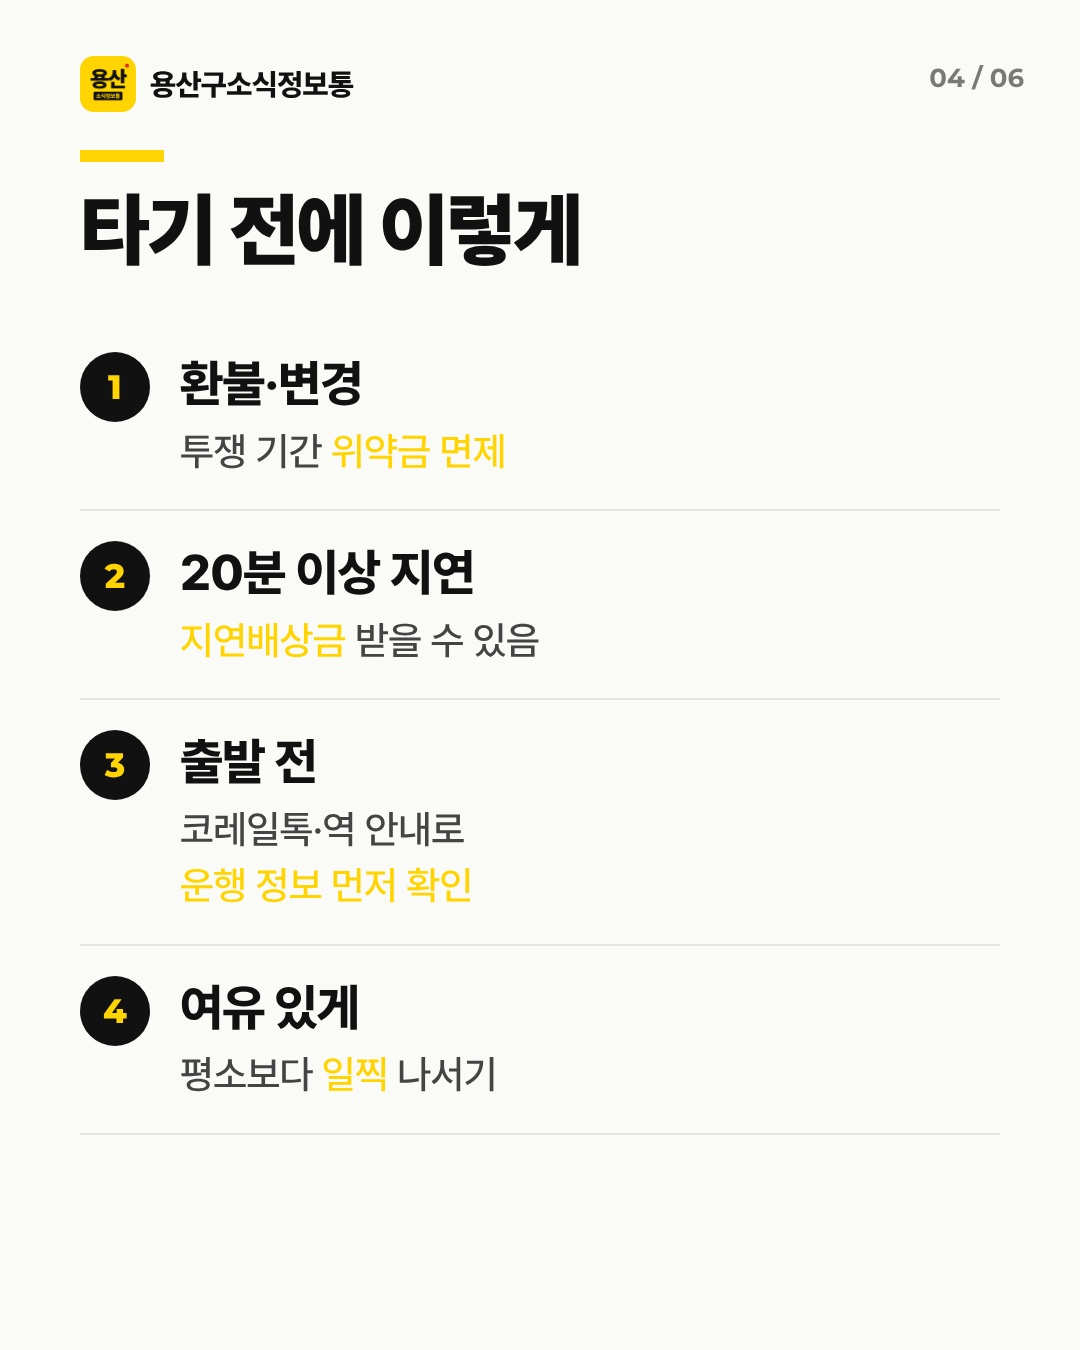 용산
소식정보통
용산구소식정보통
04 / 06
타기 전에 이렇게
1
환불·변경
투쟁 기간 위약금 면제
2
20분 이상 지연
지연배상금 받을 수 있음
3
출발 전
코레일톡·역 안내로
운행 정보 먼저 확인
4
여유 있게
평소보다 일찍 나서기